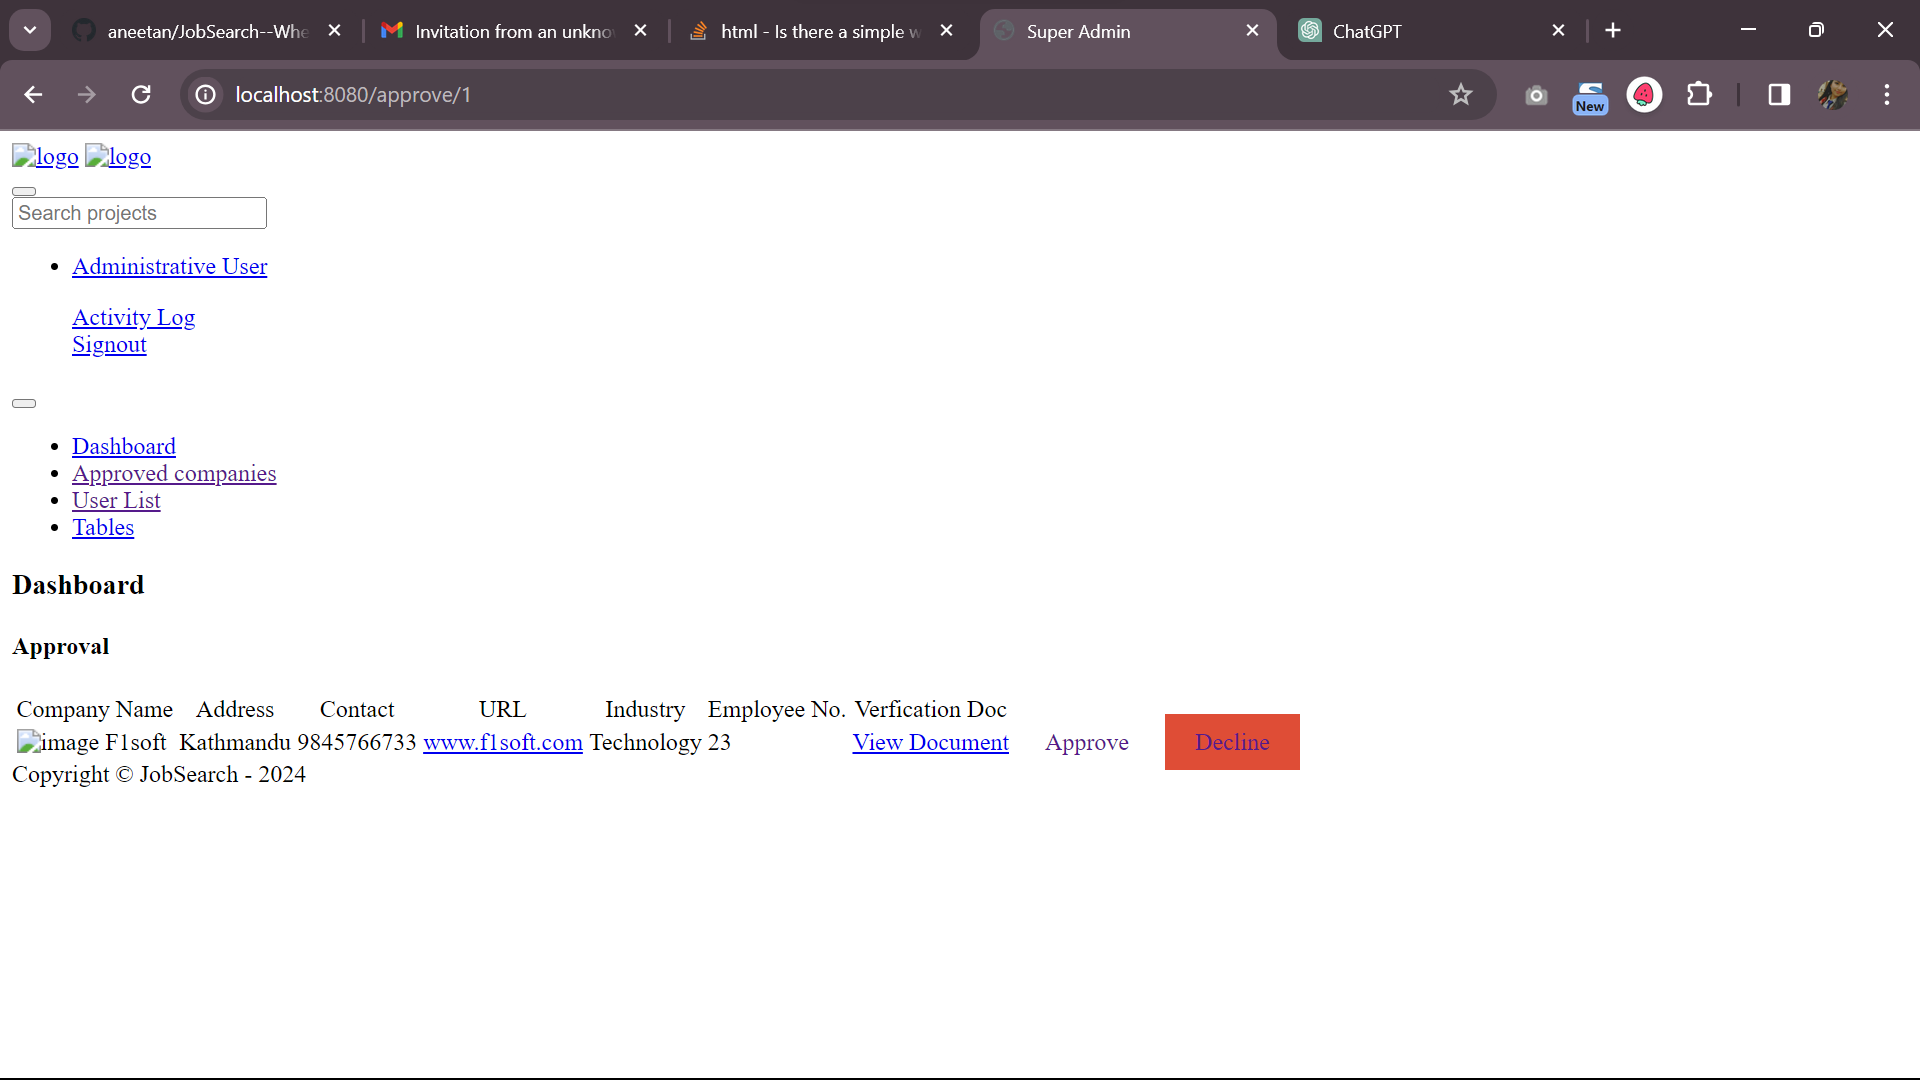 aneetan/JobSearch--Whe
Invitation from an unkno
html - Is there a simple w
Super Admin
ChatGPT
localhost:8080/approve/1
New
logo logo
Search projects
Administrative User
Activity Log
Signout
Dashboard
Approved companies
User List
Tables
Dashboard
Approval
Company Name Address Contact URL Industry Employee No. Verfication Doc
image F1soft Kathmandu 9845766733 www.f1soft.com Technology 23 View Document Approve Decline
Copyright © JobSearch - 2024